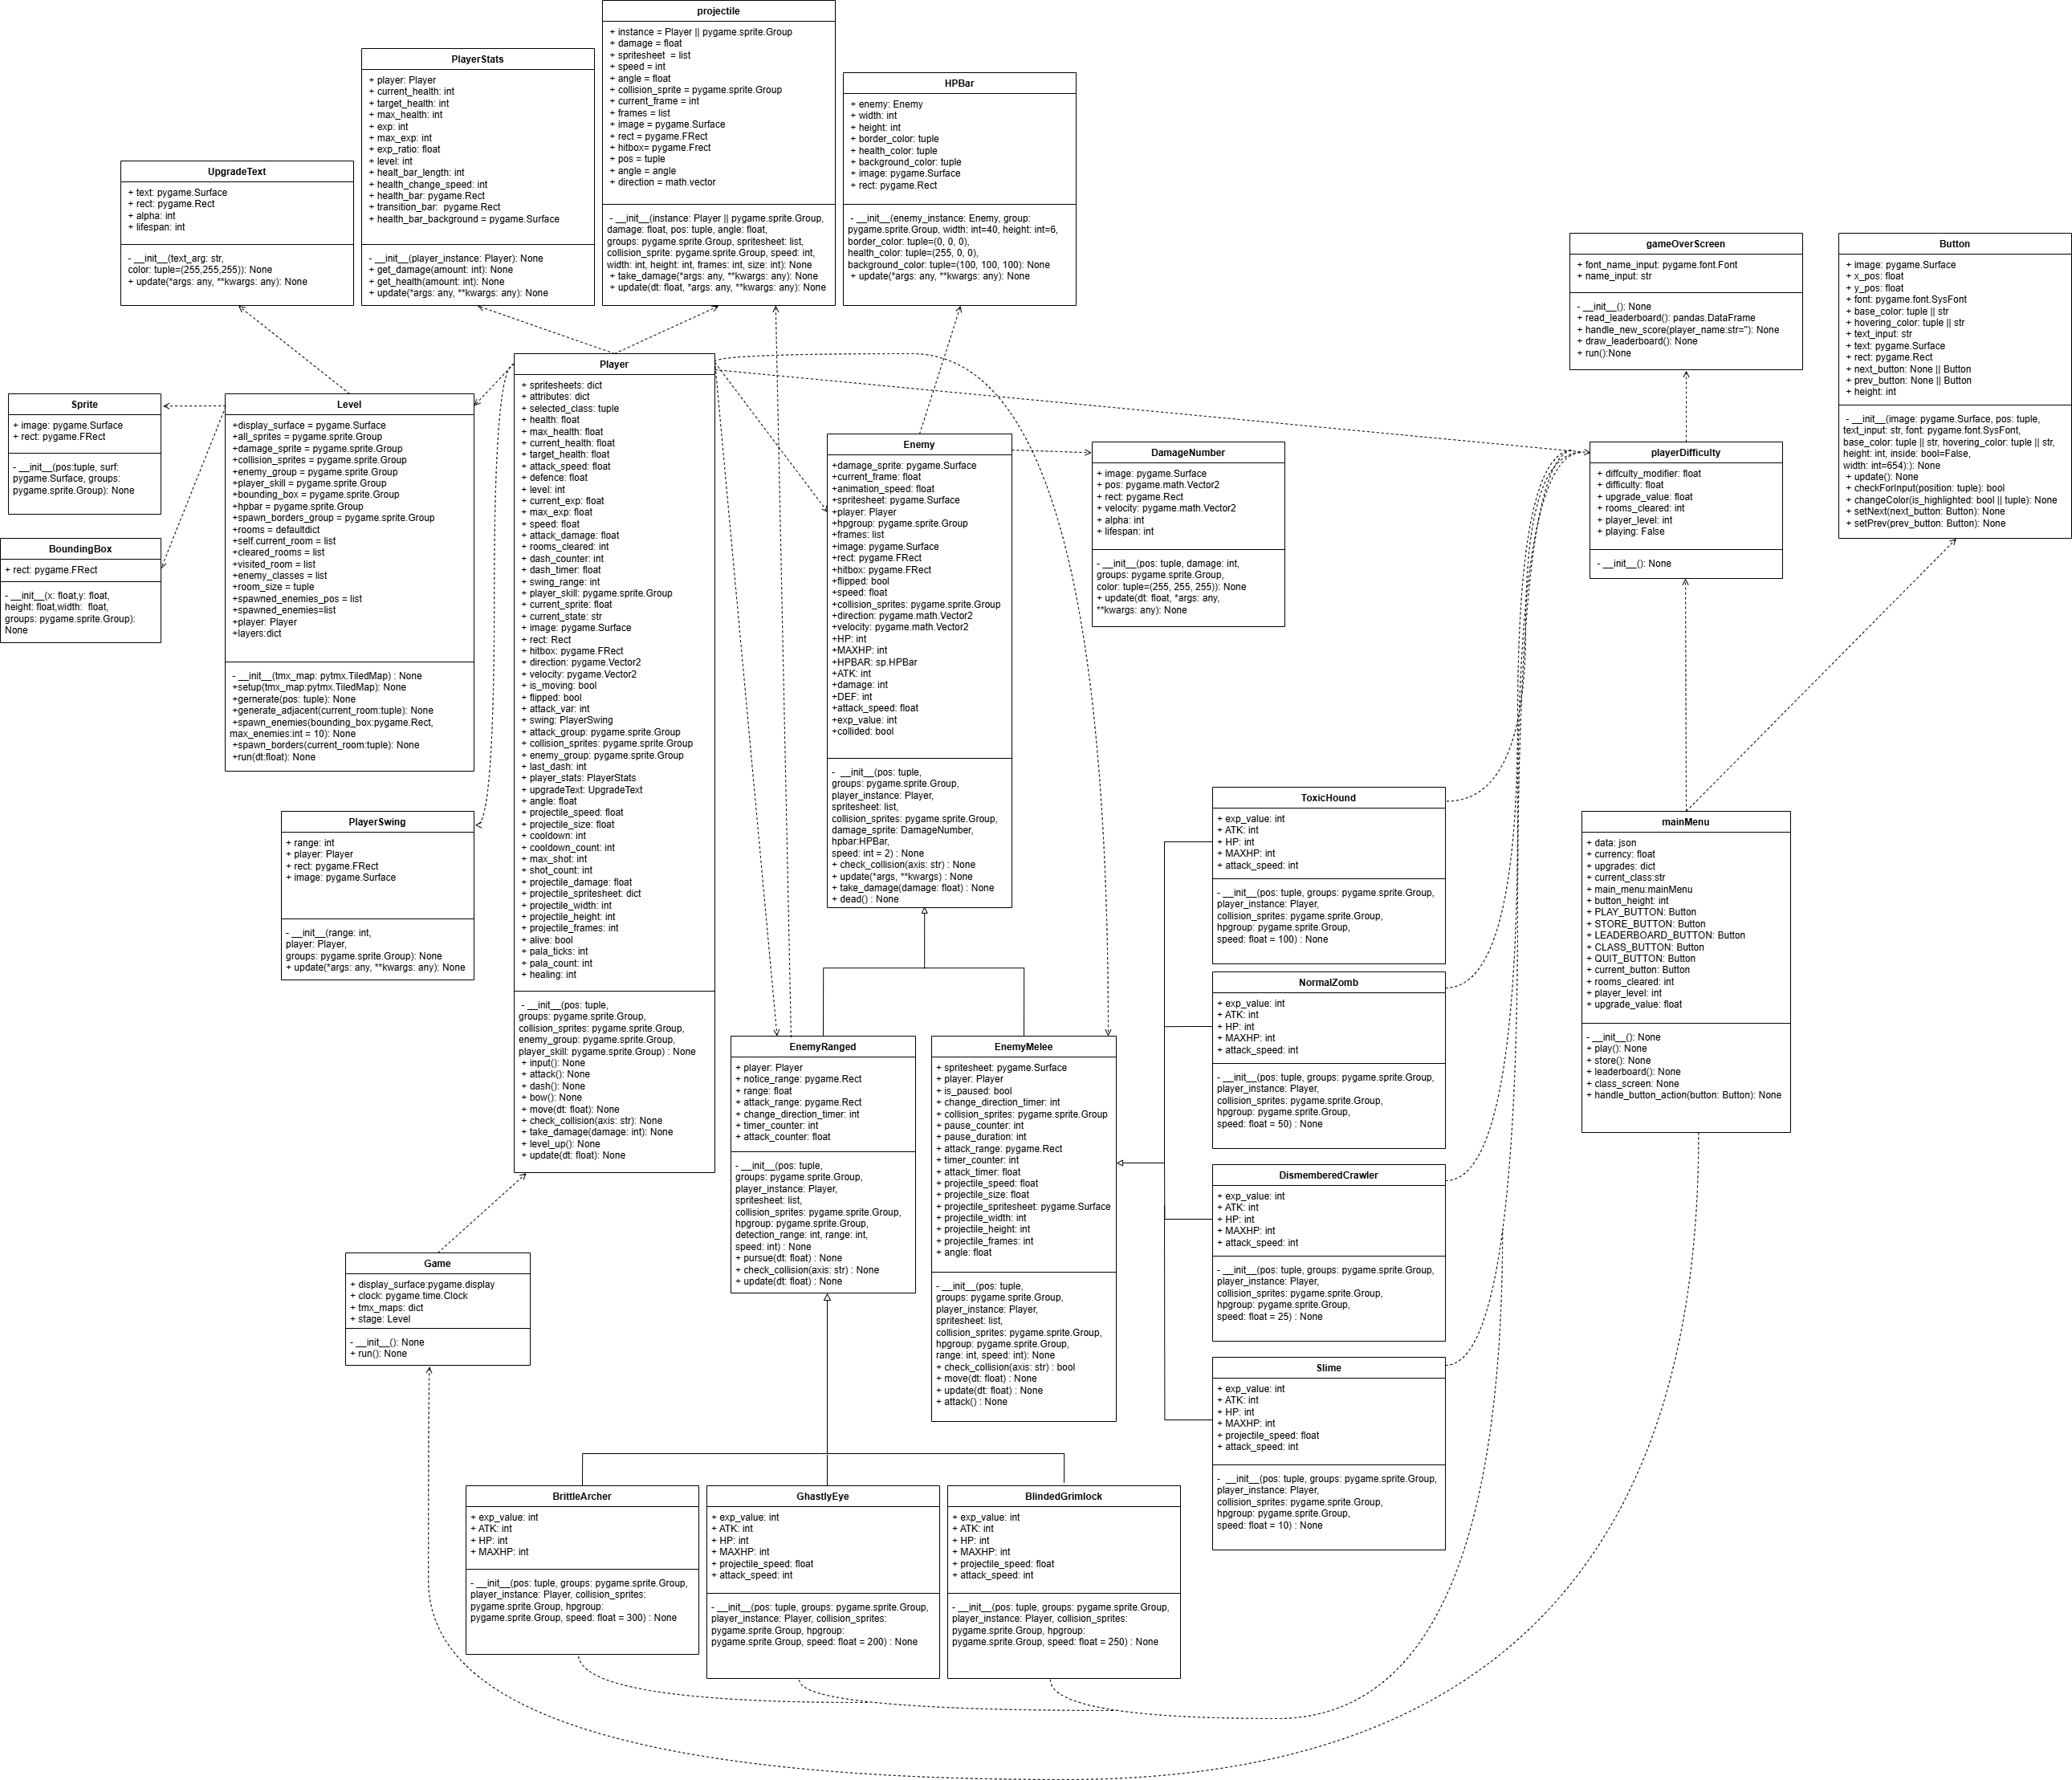 projectile
+ instance = Player || pygame.sprite.Group
+ damage = float
+ spritesheet = list
+ speed = int
+ angle = float
+ collision_sprite = pygame.sprite.Group
+ current_frame = int
+ frames = list
+ image = pygame.Surface
+ rect = pygame.FRect
+ hitbox= pygame.Frect
+ pos = tuple
+ angle = angle
+ direction = math.vector
- __init__(instance: Player || pygame.sprite.Group,
damage: float, pos: tuple, angle: float,
groups: pygame.sprite.Group, spritesheet: list,
collision_sprite: pygame.sprite.Group, speed: int,
width: int, height: int, frames: int, size: int): None
+ take_damage(*args: any, **kwargs: any): None
+ update(dt: float, *args: any, **kwargs: any): None
PlayerStats
+ player: Player
+ current_health: int
+ target_health: int
+ max_health: int
+ exp: int
+ max_exp: int
+ exp_ratio: float
+ level: int
+ healt_bar_length: int
+ health_change_speed: int
+ health_bar: pygame.Rect
+ transition_bar: pygame.Rect
+ health_bar_background = pygame.Surface
- __init__(player_instance: Player): None
+ get_damage(amount: int): None
+ get_health(amount: int): None
+ update(*args: any, **kwargs: any): None
HPBar
+ enemy: Enemy
+ width: int
+ height: int
+ border_color: tuple
+ health_color: tuple
+ background_color: tuple
+ image: pygame.Surface
+ rect: pygame.Rect
- __init__(enemy_instance: Enemy, group:
pygame.sprite.Group, width: int=40, height: int=6,
border_color: tuple=(0, 0, 0),
health_color: tuple=(255, 0, 0),
background_color: tuple=(100, 100, 100): None
+ update(*args: any, **kwargs: any): None
UpgradeText
+ text: pygame.Surface
+ rect: pygame.Rect
+ alpha: int
+ lifespan: int
- __init__(text_arg: str,
color: tuple=(255,255,255)): None
+ update(*args: any, **kwargs: any): None
gameOverScreen
+ font_name_input: pygame.font.Font
+ name_input: str
- __init__(): None
+ read_leaderboard(): pandas.DataFrame
+ handle_new_score(player_name:str=''): None
+ draw_leaderboard(): None
+ run():None
Button
+ image: pygame.Surface
+ x_pos: float
+ y_pos: float
+ font: pygame.font.SysFont
+ base_color: tuple || str
+ hovering_color: tuple || str
+ text_input: str
+ text: pygame.Surface
+ rect: pygame.Rect
+ next_button: None || Button
+ prev_button: None || Button
+ height: int
- __init__(image: pygame.Surface, pos: tuple,
text_input: str, font: pygame.font.SysFont,
base_color: tuple || str, hovering_color: tuple || str,
height: int, inside: bool=False,
width: int=654):): None
+ update(): None
+ checkForInput(position: tuple): bool
+ changeColor(is_highlighted: bool || tuple): None
+ setNext(next_button: Button): None
+ setPrev(prev_button: Button): None
Sprite
+ image: pygame.Surface
+ rect: pygame.FRect
- __init__(pos:tuple, surf:
pygame.Surface, groups:
pygame.sprite.Group): None
BoundingBox
+ rect: pygame.FRect
- __init__(x: float,y: float,
height: float,width: float,
groups: pygame.sprite.Group):
None
Level
+display_surface = pygame.Surface
+all_sprites = pygame.sprite.Group
+damage_sprite = pygame.sprite.Group
+collision_sprites = pygame.sprite.Group
+enemy_group = pygame.sprite.Group
+player_skill = pygame.sprite.Group
+bounding_box = pygame.sprite.Group
+hpbar = pygame.sprite.Group
+spawn_borders_group = pygame.sprite.Group
+rooms = defaultdict
+self.current_room = list
+cleared_rooms = list
+visited_room = list
+enemy_classes = list
+room_size = tuple
+spawned_enemies_pos = list
+spawned_enemies=list
+player: Player
+layers:dict
- __init__(tmx_map: pytmx.TiledMap) : None
+setup(tmx_map:pytmx.TiledMap): None
+gernerate(pos: tuple): None
+generate_adjacent(current_room:tuple): None
+spawn_enemies(bounding_box:pygame.Rect,
max_enemies:int = 10): None
+spawn_borders(current_room:tuple): None
+run(dt:float): None
Player
+ spritesheets: dict
+ attributes: dict
+ selected_class: tuple
+ health: float
+ max_health: float
+ current_health: float
+ target_health: float
+ attack_speed: float
+ defence: float
+ level: int
+ current_exp: float
+ max_exp: float
+ speed: float
+ attack_damage: float
+ rooms_cleared: int
+ dash_counter: int
+ dash_timer: float
+ swing_range: int
+ player_skill: pygame.sprite.Group
+ current_sprite: float
+ current_state: str
+ image: pygame.Surface
+ rect: Rect
+ hitbox: pygame.FRect
+ direction: pygame.Vector2
+ velocity: pygame.Vector2
+ is_moving: bool
+ flipped: bool
+ attack_var: int
+ swing: PlayerSwing
+ attack_group: pygame.sprite.Group
+ collision_sprites: pygame.sprite.Group
+ enemy_group: pygame.sprite.Group
+ last_dash: int
+ player_stats: PlayerStats
+ upgradeText: UpgradeText
+ angle: float
+ projectile_speed: float
+ projectile_size: float
+ cooldown: int
+ cooldown_count: int
+ max_shot: int
+ shot_count: int
+ projectile_damage: float
+ projectile_spritesheet: dict
+ projectile_width: int
+ projectile_height: int
+ projectile_frames: int
+ alive: bool
+ pala_ticks: int
+ pala_count: int
+ healing: int
- __init__(pos: tuple,
groups: pygame.sprite.Group,
collision_sprites: pygame.sprite.Group,
enemy_group: pygame.sprite.Group,
player_skill: pygame.sprite.Group) : None
+ input(): None
+ attack(): None
+ dash(): None
+ bow(): None
+ move(dt: float): None
+ check_collision(axis: str): None
+ take_damage(damage: int): None
+ level_up(): None
+ update(dt: float): None
Enemy
+damage_sprite: pygame.Surface
+current_frame: float
+animation_speed: float
+spritesheet: pygame.Surface
+player: Player
+hpgroup: pygame.sprite.Group
+frames: list
+image: pygame.Surface
+rect: pygame.FRect
+hitbox: pygame.FRect
+flipped: bool
+speed: float
+collision_sprites: pygame.sprite.Group
+direction: pygame.math.Vector2
+velocity: pygame.math.Vector2
+HP: int
+MAXHP: int
+HPBAR: sp.HPBar
+ATK: int
+damage: int
+DEF: int
+attack_speed: float
+exp_value: int
+collided: bool
- __init__(pos: tuple,
groups: pygame.sprite.Group,
player_instance: Player,
spritesheet: list,
collision_sprites: pygame.sprite.Group,
damage_sprite: DamageNumber,
hpbar:HPBar,
speed: int = 2) : None
+ check_collision(axis: str) : None
+ update(*args, **kwargs) : None
+ take_damage(damage: float) : None
+ dead() : None
DamageNumber
+ image: pygame.Surface
+ pos: pygame.math.Vector2
+ rect: pygame.Rect
+ velocity: pygame.math.Vector2
+ alpha: int
+ lifespan: int
- __init__(pos: tuple, damage: int,
groups: pygame.sprite.Group,
color: tuple=(255, 255, 255)): None
+ update(dt: float, *args: any,
**kwargs: any): None
playerDifficulty
+ diffculty_modifier: float
+ difficulty: float
+ upgrade_value: float
+ rooms_cleared: int
+ player_level: int
+ playing: False
- __init__(): None
PlayerSwing
+ range: int
+ player: Player
+ rect: pygame.FRect
+ image: pygame.Surface
- __init__(range: int,
player: Player,
groups: pygame.sprite.Group): None
+ update(*args: any, **kwargs: any): None
ToxicHound
+ exp_value: int
+ ATK: int
+ HP: int
+ MAXHP: int
+ attack_speed: int
- __init__(pos: tuple, groups: pygame.sprite.Group,
player_instance: Player,
collision_sprites: pygame.sprite.Group,
hpgroup: pygame.sprite.Group,
speed: float = 100) : None
NormalZomb
+ exp_value: int
+ ATK: int
+ HP: int
+ MAXHP: int
+ attack_speed: int
- __init__(pos: tuple, groups: pygame.sprite.Group,
player_instance: Player,
collision_sprites: pygame.sprite.Group,
hpgroup: pygame.sprite.Group,
speed: float = 50) : None
DismemberedCrawler
+ exp_value: int
+ ATK: int
+ HP: int
+ MAXHP: int
+ attack_speed: int
- __init__(pos: tuple, groups: pygame.sprite.Group,
player_instance: Player,
collision_sprites: pygame.sprite.Group,
hpgroup: pygame.sprite.Group,
speed: float = 25) : None
Slime
+ exp_value: int
+ ATK: int
+ HP: int
+ MAXHP: int
+ projectile_speed: float
+ attack_speed: int
- __init__(pos: tuple, groups: pygame.sprite.Group,
player_instance: Player,
collision_sprites: pygame.sprite.Group,
hpgroup: pygame.sprite.Group,
speed: float = 10) : None
mainMenu
+ data: json
+ currency: float
+ upgrades: dict
+ current_class:str
+ main_menu:mainMenu
+ button_height: int
+ PLAY_BUTTON: Button
+ STORE_BUTTON: Button
+ LEADERBOARD_BUTTON: Button
+ CLASS_BUTTON: Button
+ QUIT_BUTTON: Button
+ current_button: Button
+ rooms_cleared: int
+ player_level: int
+ upgrade_value: float
- __init__(): None
+ play(): None
+ store(): None
+ leaderboard(): None
+ class_screen: None
+ handle_button_action(button: Button): None
EnemyRanged
+ player: Player
+ notice_range: pygame.Rect
+ range: float
+ attack_range: pygame.Rect
+ change_direction_timer: int
+ timer_counter: int
+ attack_counter: float
- __init__(pos: tuple,
groups: pygame.sprite.Group,
player_instance: Player,
spritesheet: list,
collision_sprites: pygame.sprite.Group,
hpgroup: pygame.sprite.Group,
detection_range: int, range: int,
speed: int) : None
+ pursue(dt: float) : None
+ check_collision(axis: str) : None
+ update(dt: float) : None
EnemyMelee
+ spritesheet: pygame.Surface
+ player: Player
+ is_paused: bool
+ change_direction_timer: int
+ collision_sprites: pygame.sprite.Group
+ pause_counter: int
+ pause_duration: int
+ attack_range: pygame.Rect
+ timer_counter: int
+ attack_timer: float
+ projectile_speed: float
+ projectile_size: float
+ projectile_spritesheet: pygame.Surface
+ projectile_width: int
+ projectile_height: int
+ projectile_frames: int
+ angle: float
- __init__(pos: tuple,
groups: pygame.sprite.Group,
player_instance: Player,
spritesheet: list,
collision_sprites: pygame.sprite.Group,
hpgroup: pygame.sprite.Group,
range: int, speed: int): None
+ check_collision(axis: str) : bool
+ move(dt: float) : None
+ update(dt: float) : None
+ attack() : None
Game
+ display_surface:pygame.display
+ clock: pygame.time.Clock
+ tmx_maps: dict
+ stage: Level
- __init__(): None
+ run(): None
BrittleArcher
+ exp_value: int
+ ATK: int
+ HP: int
+ MAXHP: int
- __init__(pos: tuple, groups: pygame.sprite.Group,
player_instance: Player, collision_sprites:
pygame.sprite.Group, hpgroup:
pygame.sprite.Group, speed: float = 300) : None
GhastlyEye
+ exp_value: int
+ ATK: int
+ HP: int
+ MAXHP: int
+ projectile_speed: float
+ attack_speed: int
- __init__(pos: tuple, groups: pygame.sprite.Group,
player_instance: Player, collision_sprites:
pygame.sprite.Group, hpgroup:
pygame.sprite.Group, speed: float = 200) : None
BlindedGrimlock
+ exp_value: int
+ ATK: int
+ HP: int
+ MAXHP: int
+ projectile_speed: float
+ attack_speed: int
- __init__(pos: tuple, groups: pygame.sprite.Group,
player_instance: Player, collision_sprites:
pygame.sprite.Group, hpgroup:
pygame.sprite.Group, speed: float = 250) : None